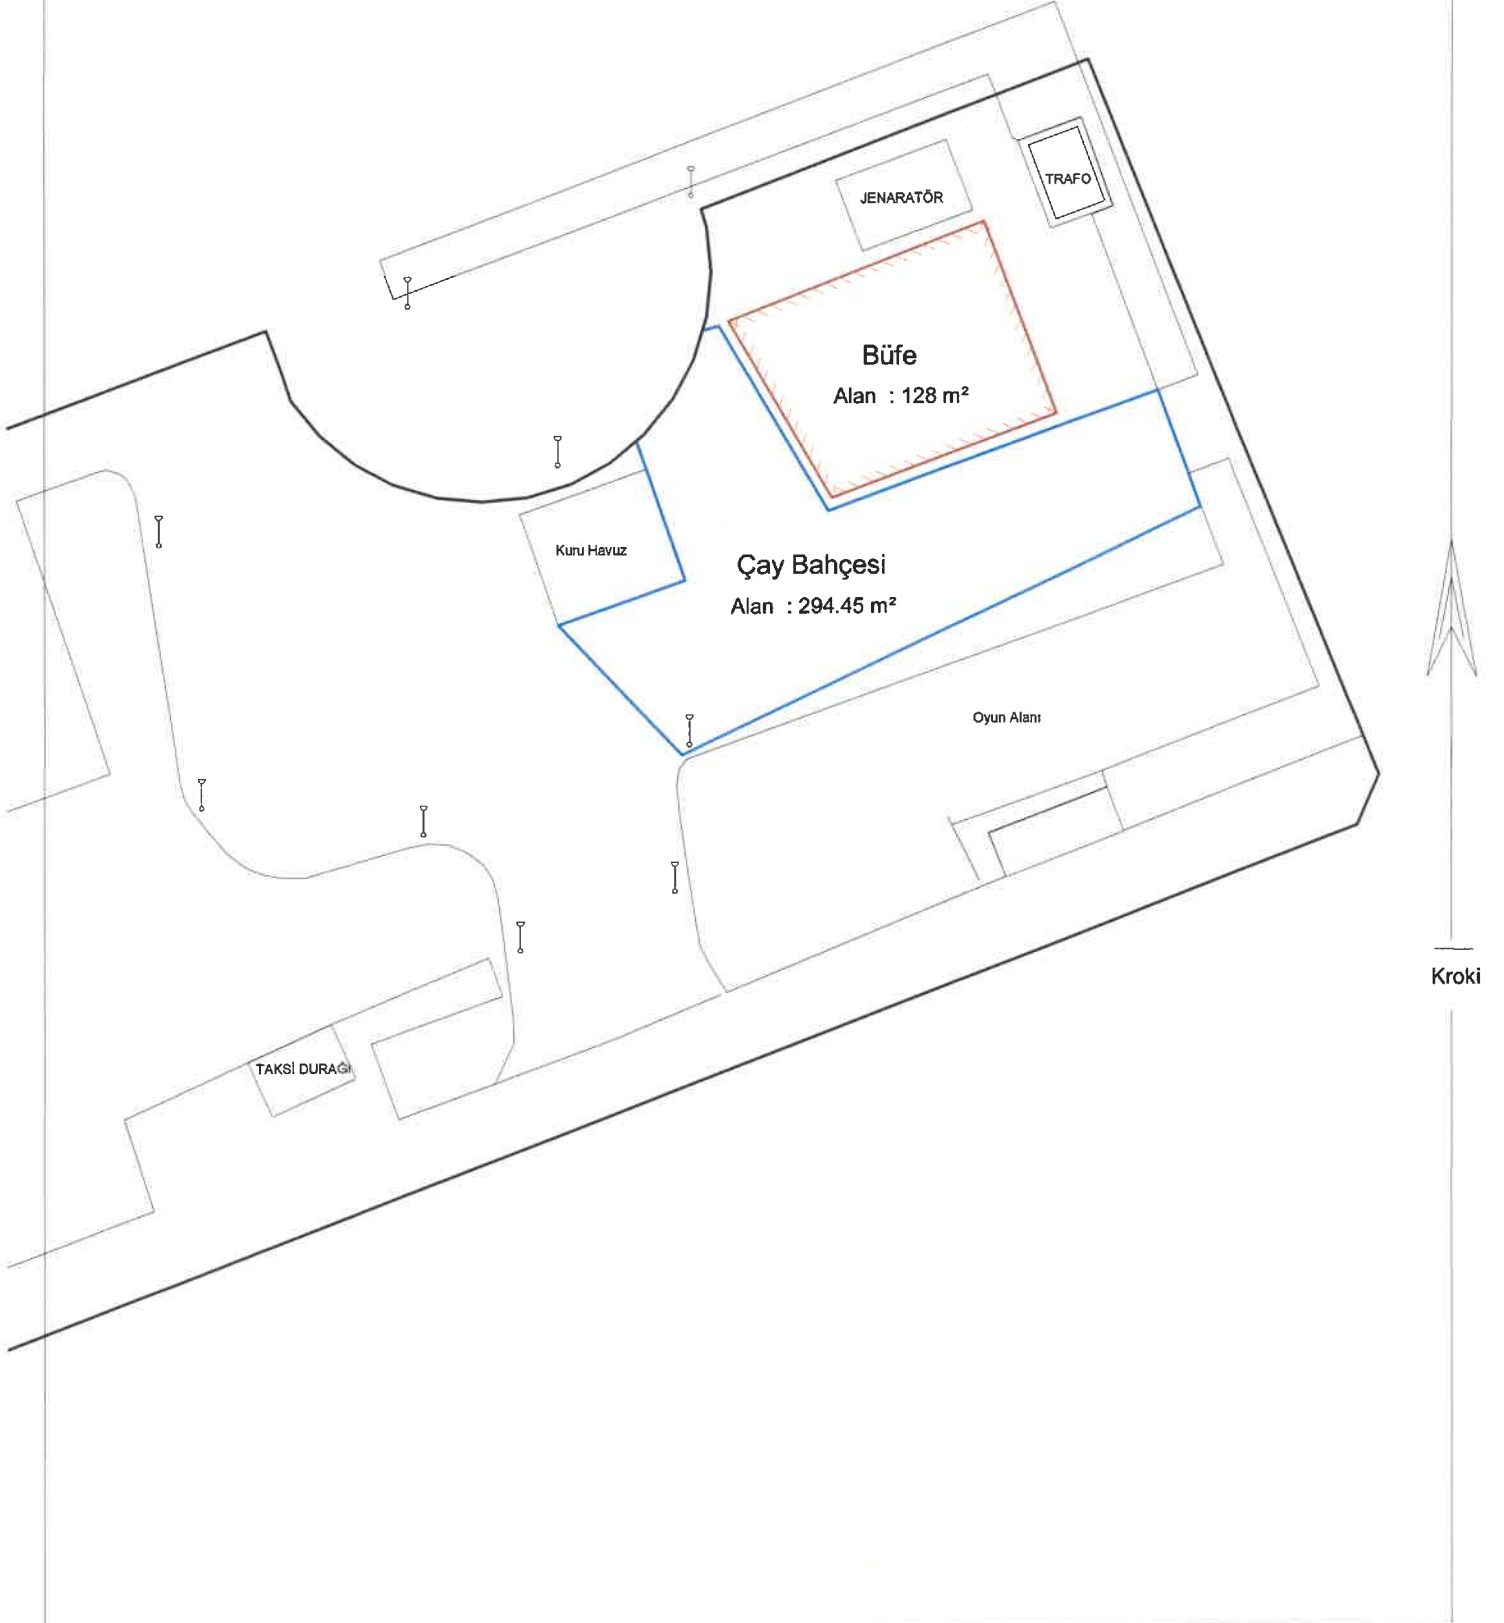 TRAFO
JENARATÖR
Büfe
Alan : 128 m²
Kuru Havuz
Çay Bahçesi
Alan : 294.45 m²
Oyun Alanı
Kroki
TAKSİ DURAĞI